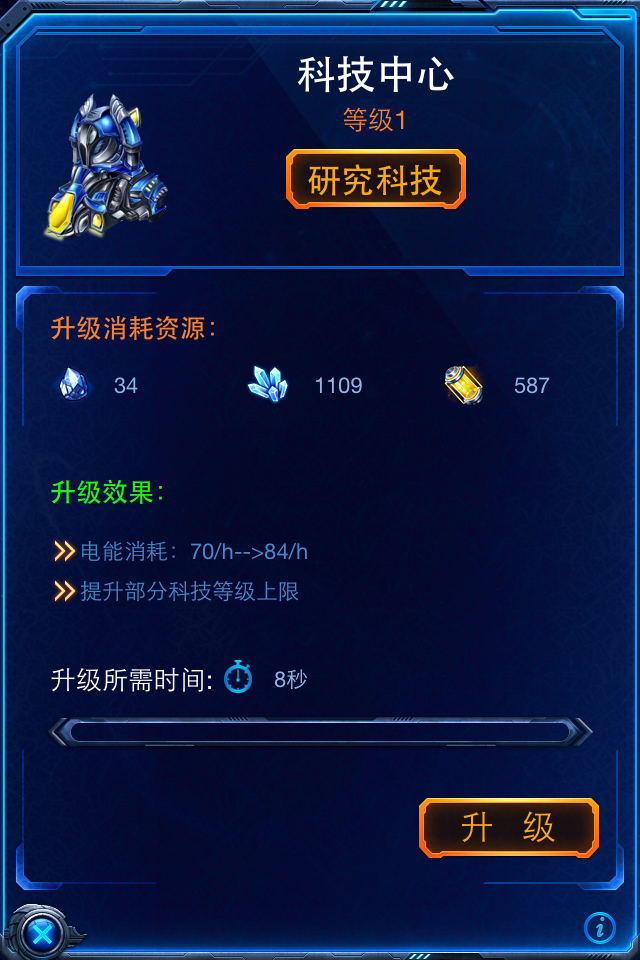 科技中心
等级1
研究科技
升级消耗资源：
34 1109 587
升级效果：
电能消耗：70/h-->84/h
提升部分科技等级上限
升级所需时间: 8秒
升 级